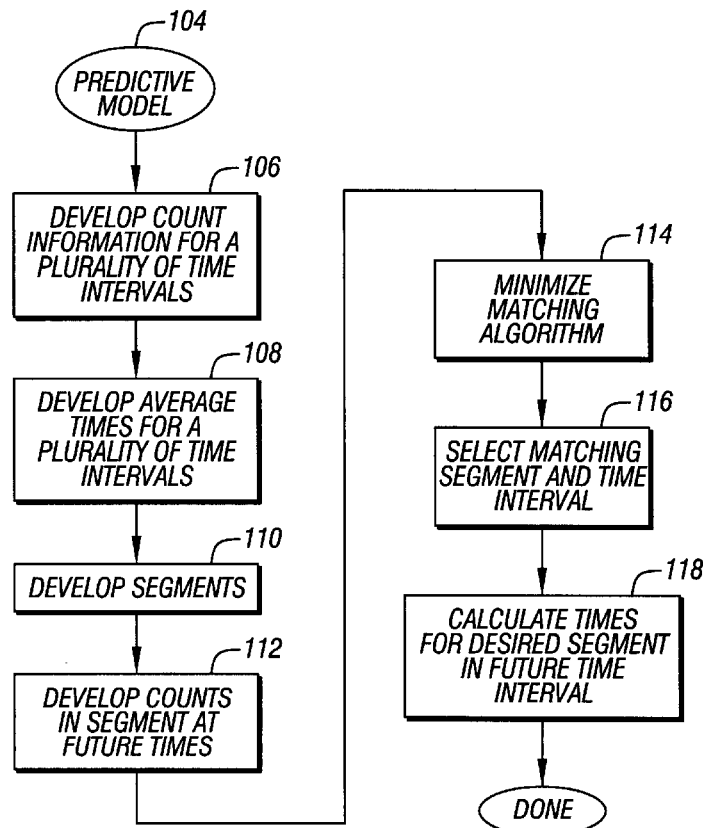 104
PREDICTIVE
MODEL
106
DEVELOP COUNT
INFORMATION FOR A
PLURALITY OF TIME
INTERVALS
108
DEVELOP AVERAGE
TIMES FOR A
PLURALITY OF TIME
INTERVALS
110
DEVELOP SEGMENTS
112
DEVELOP COUNTS
IN SEGMENT AT
FUTURE TIMES
114
MINIMIZE
MATCHING
ALGORITHM
116
SELECT MATCHING
SEGMENT AND TIME
INTERVAL
118
CALCULATE TIMES
FOR DESIRED SEGMENT
IN FUTURE TIME
INTERVAL
DONE